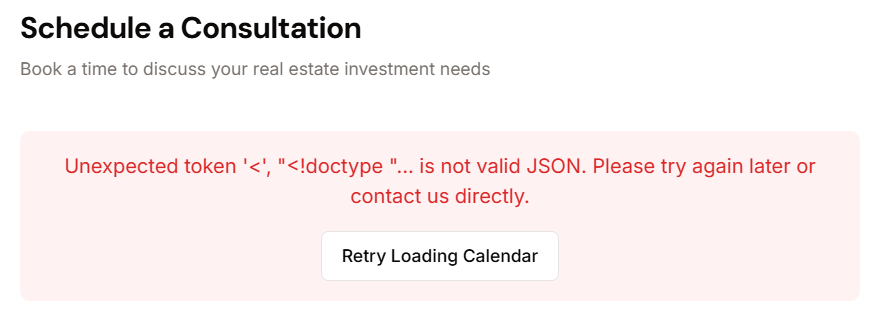 Schedule a Consultation
Book a time to discuss your real estate investment needs
Unexpected token '<', "<!doctype "... is not valid JSON. Please try again later or
contact us directly.
Retry Loading Calendar